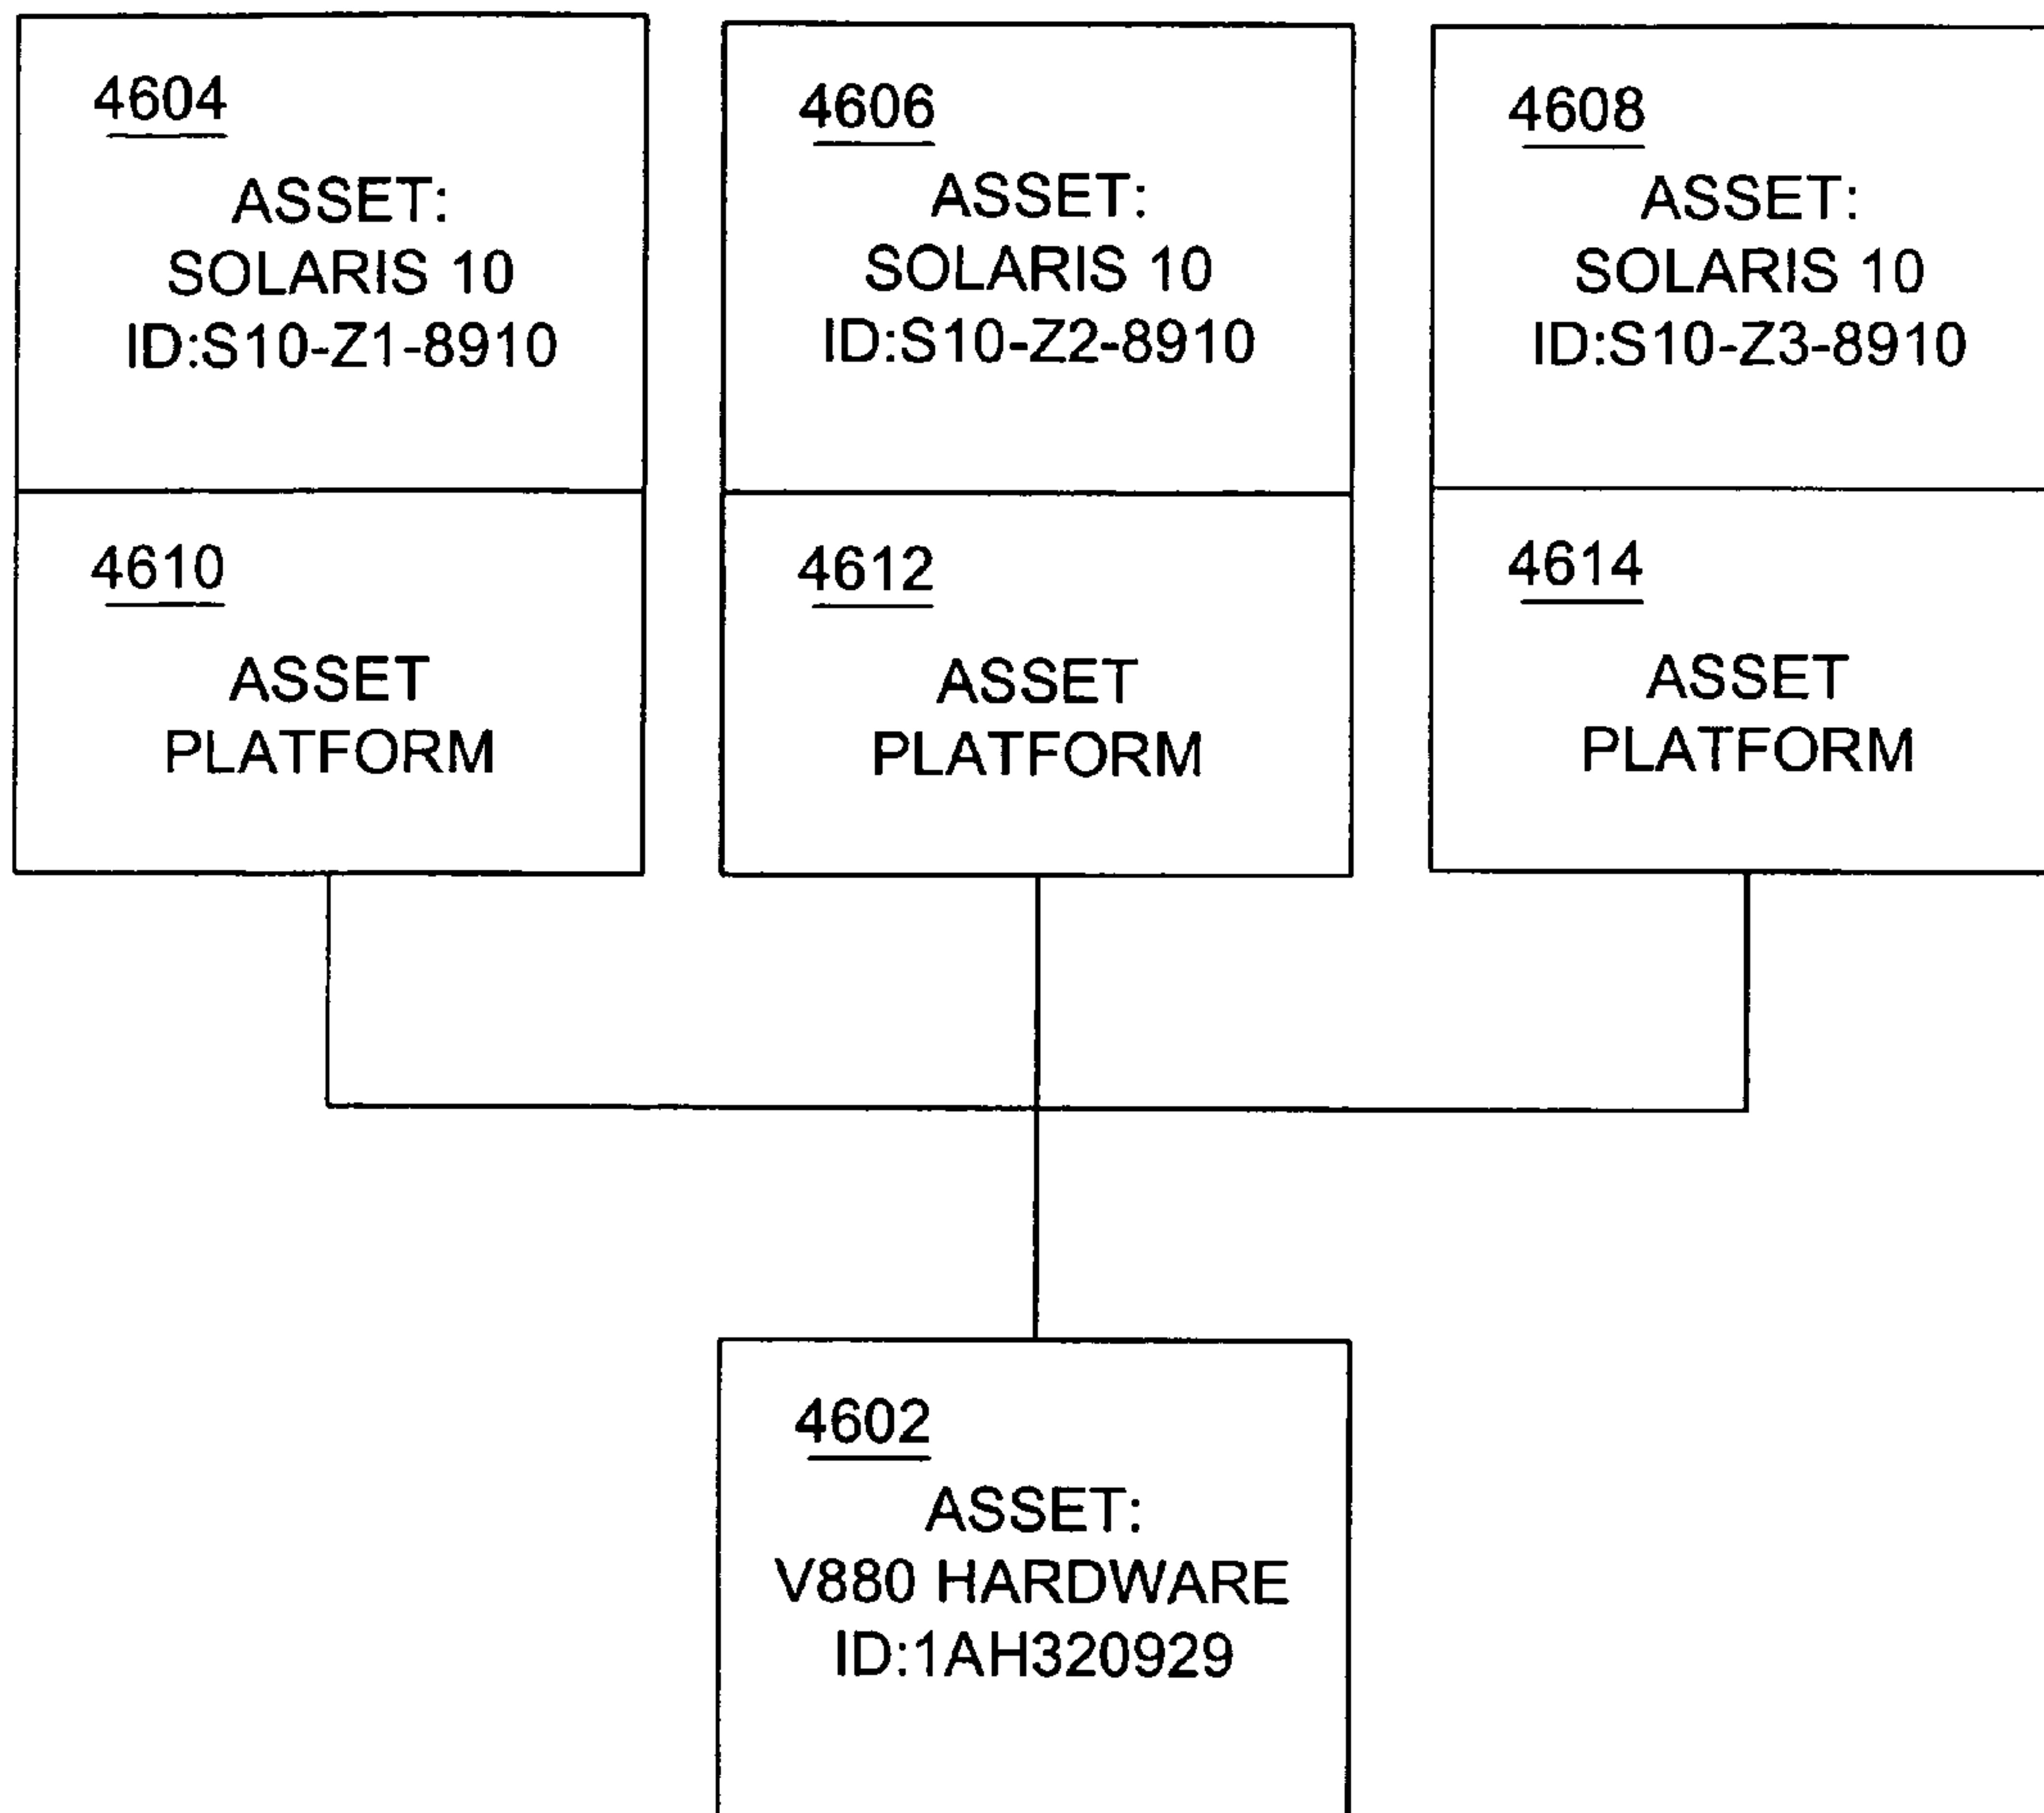 4604
ASSET:
SOLARIS 10
ID:S10-Z1-8910
4606
ASSET:
SOLARIS 10
ID:S10-Z2-8910
4608
ASSET:
SOLARIS 10
ID:S10-Z3-8910
4610
ASSET
PLATFORM
4612
ASSET
PLATFORM
4614
ASSET
PLATFORM
4602
ASSET:
V880 HARDWARE
ID:1AH320929